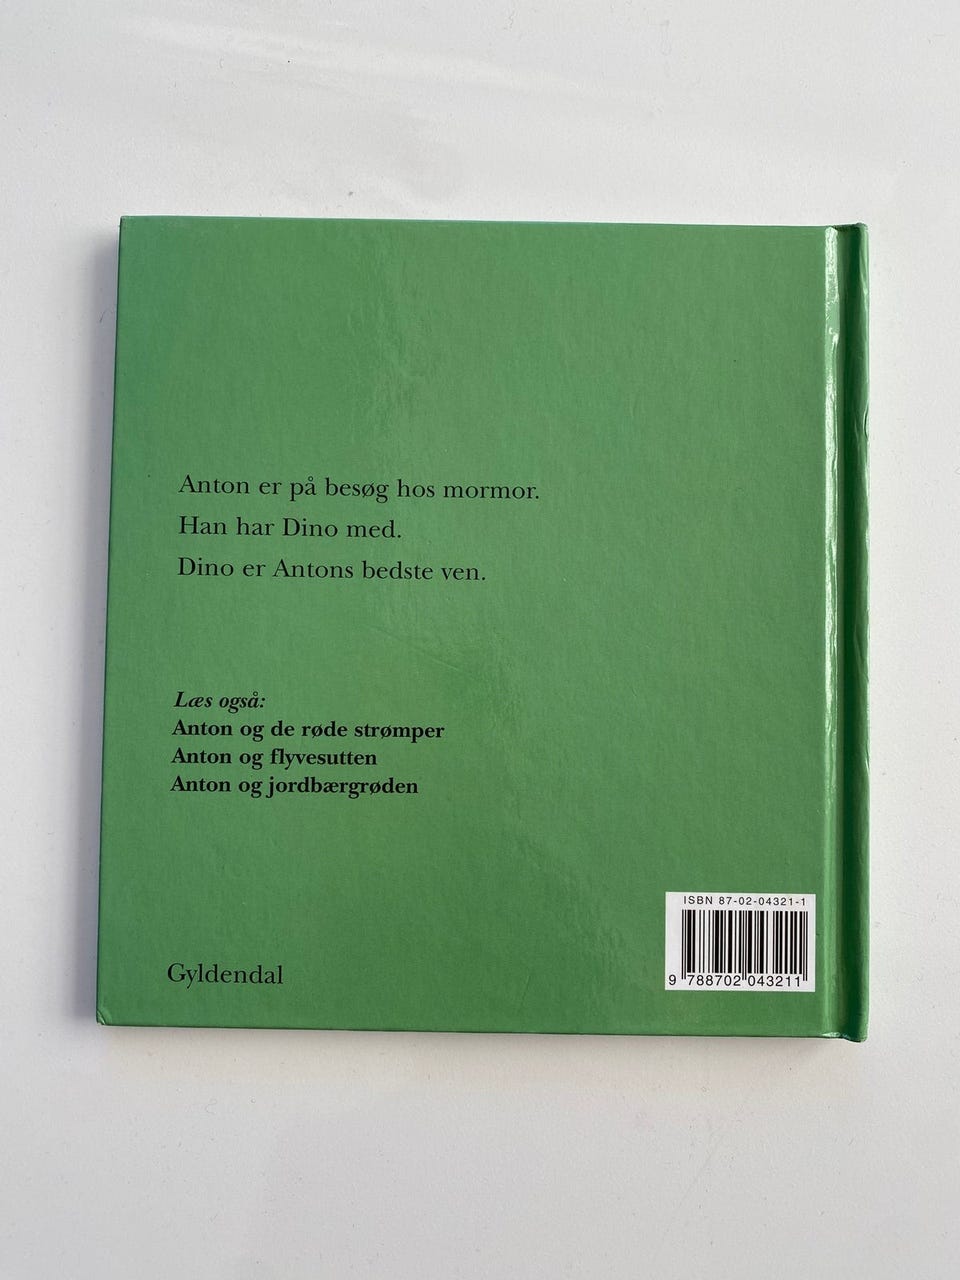 Anton er på besøg hos mormor.
Han har Dino med.
Dino er Antons bedste ven.
Læs også:
Anton og de røde strømper
Anton og flyvesutten
Anton og jordbærgrøden
Gyldendal
ISBN 87-02-04321-1
9 788702 043211